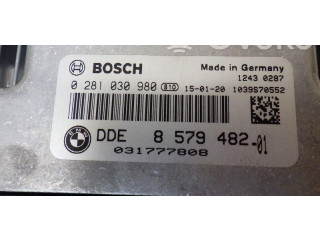 BOSCH
Made in Germany
1243 0287
0 281 030 980 810 15-01-20 1039S70552
DDE 8 579 482-01
031777808